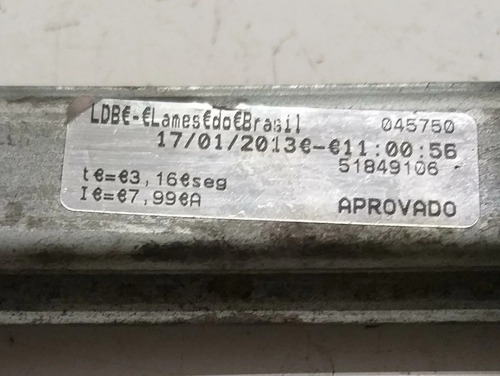 LDB€-€Lames€do€Brasil 045750
17/01/2013€-€11:00:56
51849106
t€=€3,16€seg
I€=€7,99€A
APROVADO